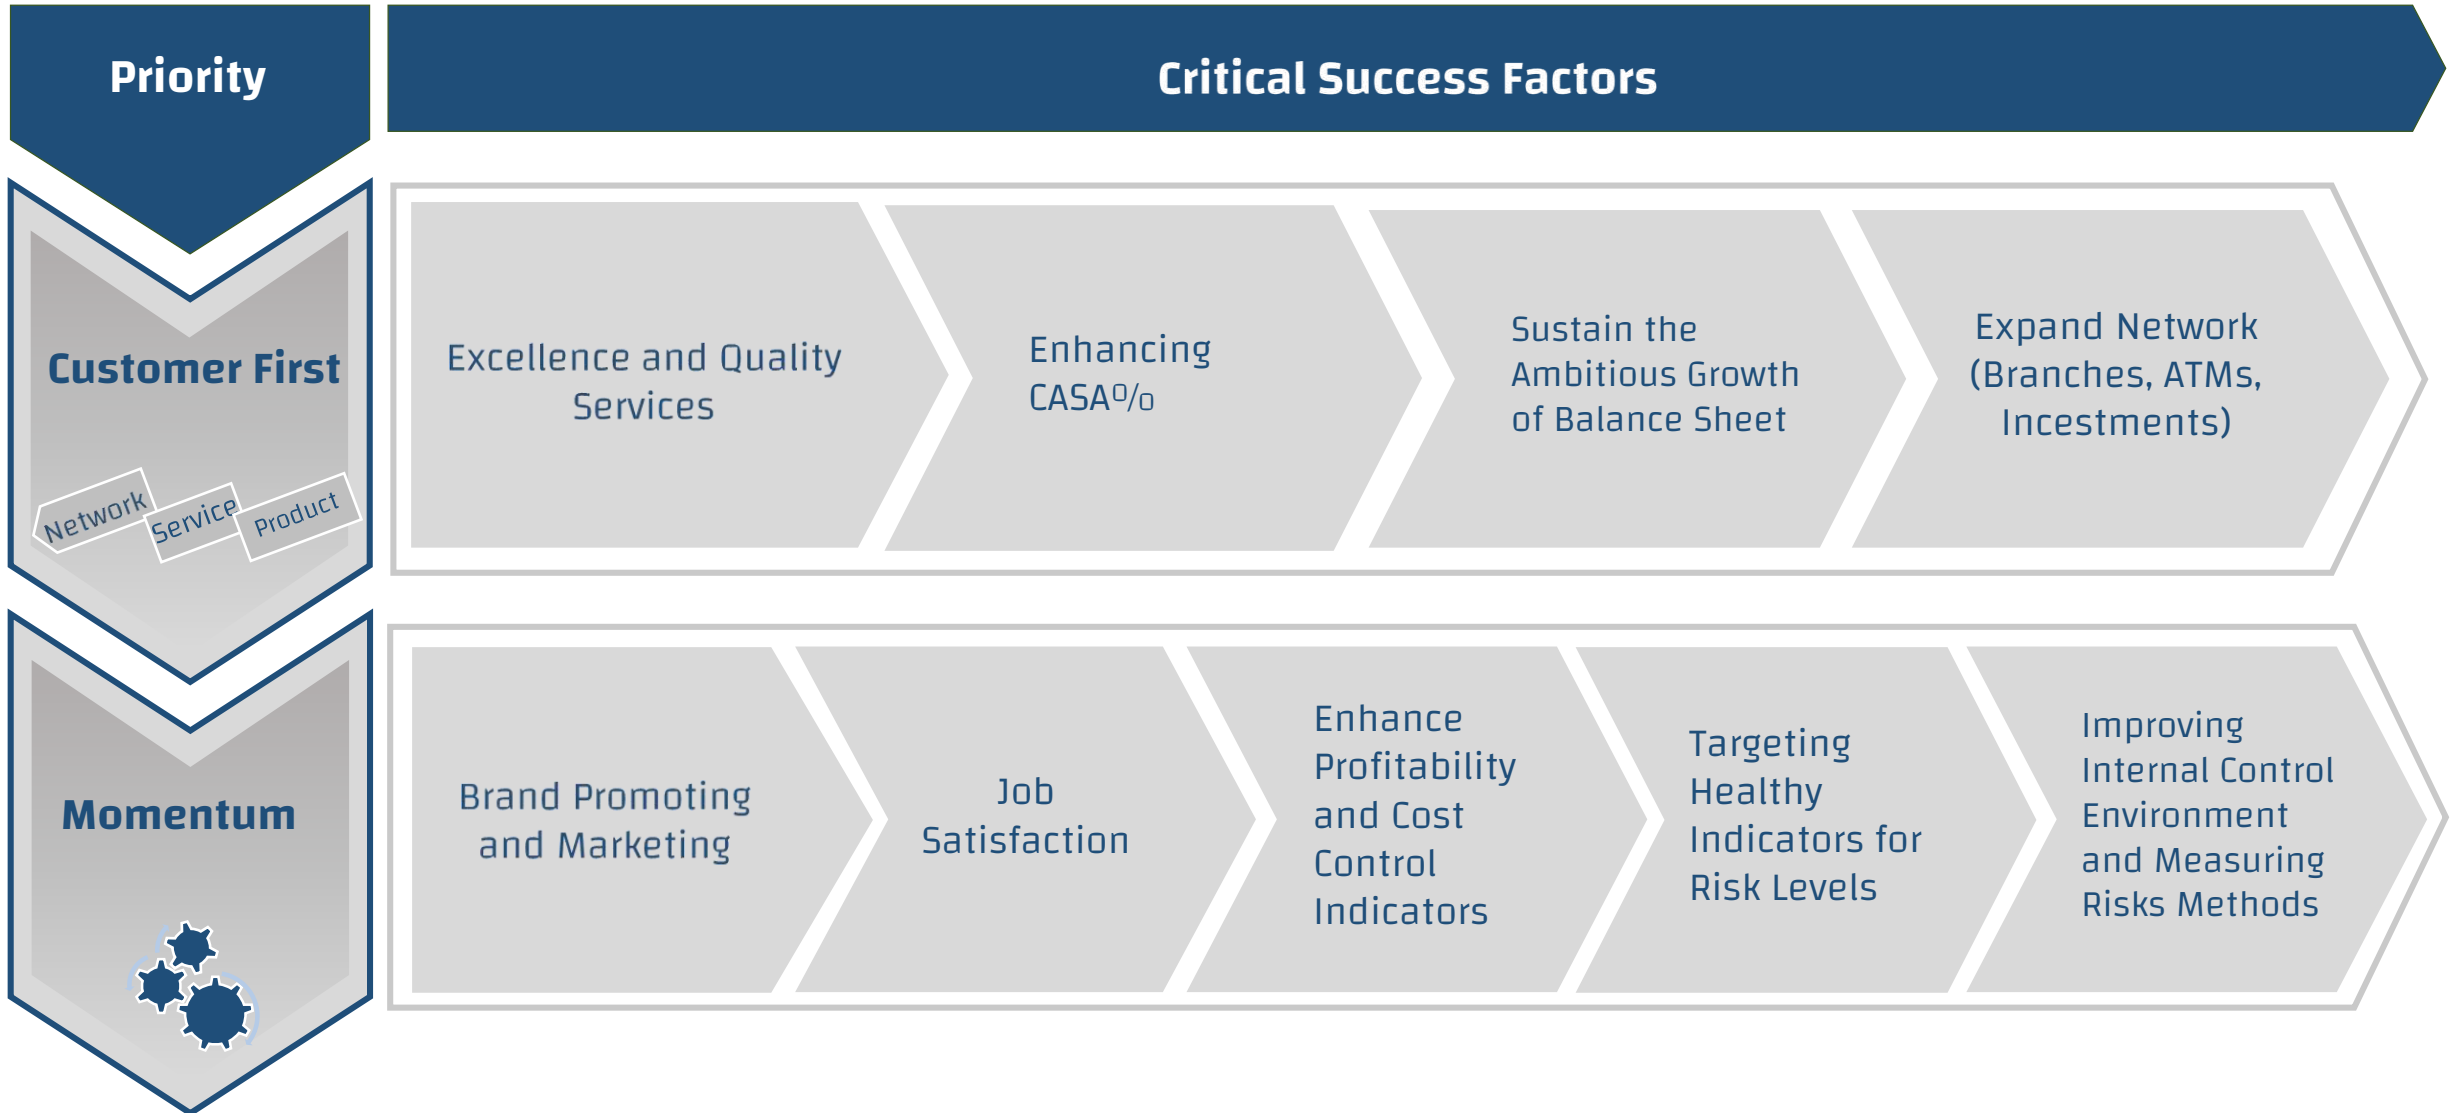 Priority
Critical Success Factors
Customer First
Network
Service
Product
Excellence and Quality
Services
Enhancing
CASA%
Sustain the
Ambitious Growth
of Balance Sheet
Expand Network
(Branches, ATMs,
Incestments)
Momentum
Brand Promoting
and Marketing
Job
Satisfaction
Enhance
Profitability
and Cost
Control
Indicators
Targeting
Healthy
Indicators for
Risk Levels
Improving
Internal Control
Environment
and Measuring
Risks Methods